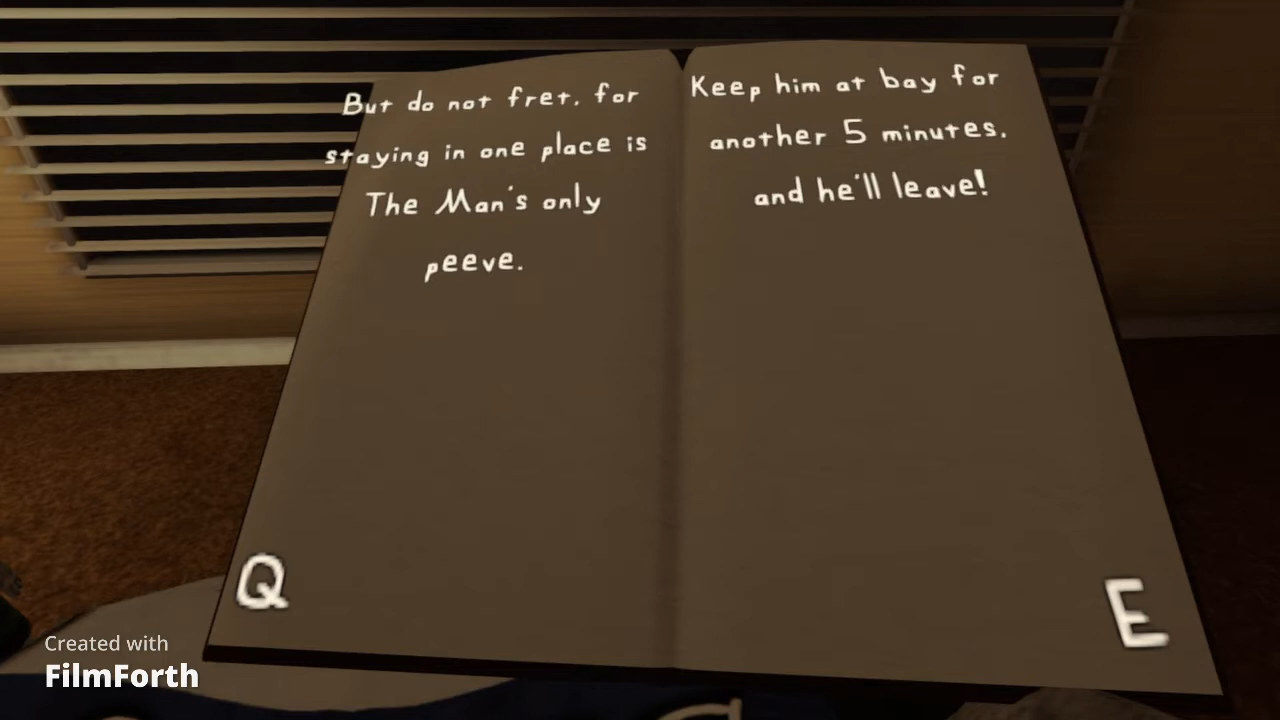 But do not fret, for
staying in one place is
The Man's only
peeve.
Keep him at bay for
another 5 minutes,
and he'll leave!
Q
E
Created with
FilmForth